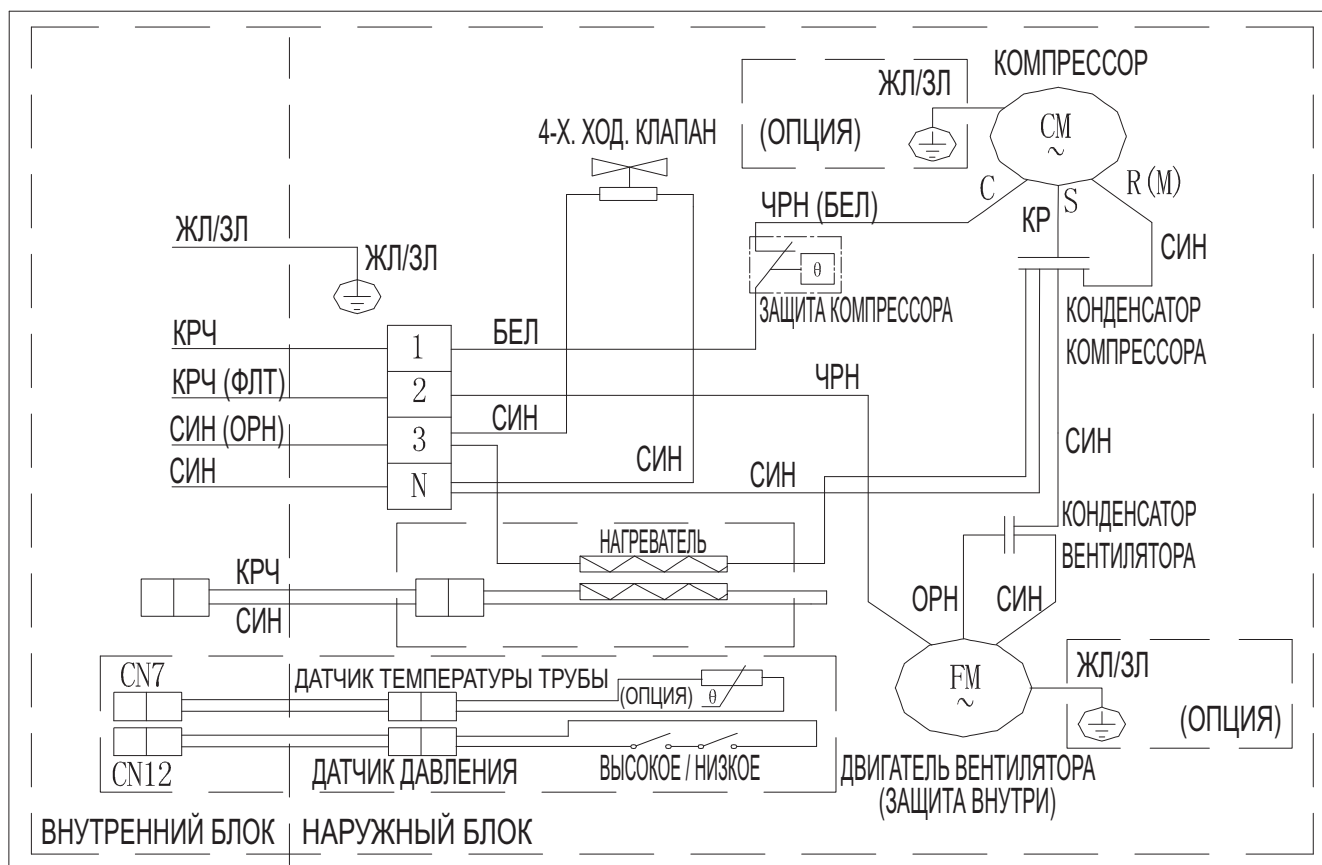 КОМПРЕССОР
ЖЛ/ЗЛ
(ОПЦИЯ)
CM
~
4-Х. ХОД. КЛАПАН
C
S
R(M)
ЧРН (БЕЛ)
КР
СИН
ЖЛ/ЗЛ
ЖЛ/ЗЛ
θ
ЗАЩИТА КОМПРЕССОРА
КОНДЕНСАТОР
КОМПРЕССОРА
КРЧ
1
БЕЛ
КРЧ (ФЛТ)
2
ЧРН
СИН (ОРН)
3
СИН
СИН
N
СИН
СИН
СИН
НАГРЕВАТЕЛЬ
КОНДЕНСАТОР
ВЕНТИЛЯТОРА
КРЧ
СИН
ОРН
СИН
CN7
ДАТЧИК ТЕМПЕРАТУРЫ ТРУБЫ
(ОПЦИЯ)
θ
FM
~
ЖЛ/ЗЛ
(ОПЦИЯ)
CN12
ДАТЧИК ДАВЛЕНИЯ
ВЫСОКОЕ / НИЗКОЕ
ДВИГАТЕЛЬ ВЕНТИЛЯТОРА
(ЗАЩИТА ВНУТРИ)
ВНУТРЕННИЙ БЛОК
НАРУЖНЫЙ БЛОК